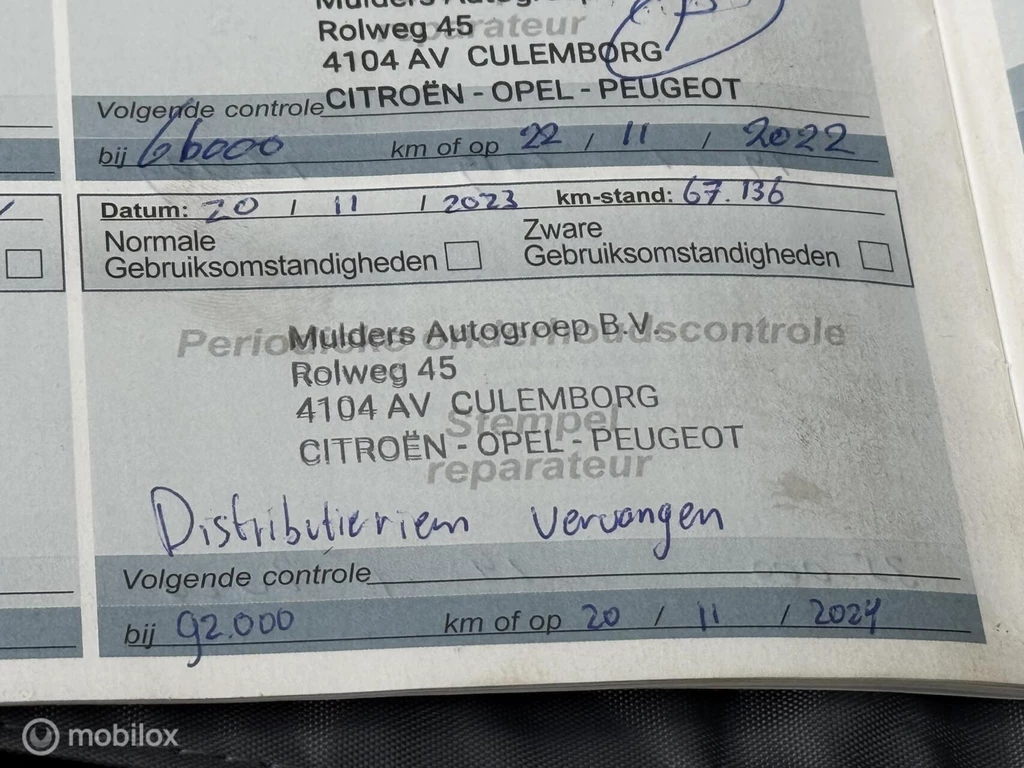 Mulders Autogroep
Rolweg 45
4104 AV CULEMBORG
CITROËN - OPEL - PEUGEOT
Volgende controle
bij 66000 km of op 22 / 11 / 2022
Datum: 20 / 11 / 2023 km-stand: 67.136
Normale
Gebruiksomstandigheden
Zware
Gebruiksomstandigheden
Periodieke onderhoudscontrole
Mulders Autogroep B.V.
Rolweg 45
4104 AV CULEMBORG
Stempel
CITROËN - OPEL - PEUGEOT
reparateur
Distributieriem vervangen
Volgende controle
bij 92.000 km of op 20 / 11 / 2024
mobilox